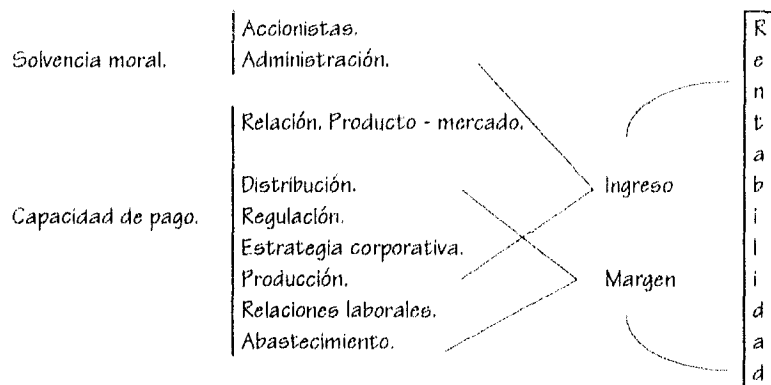 Accionistas.
Solvencia moral.
Administración.
Relación. Producto - mercado.
Distribución.
Ingreso
Capacidad de pago.
Regulación.
Estrategia corporativa.
Producción.
Margen
Relaciones laborales.
Abastecimiento.
Rentabilidad